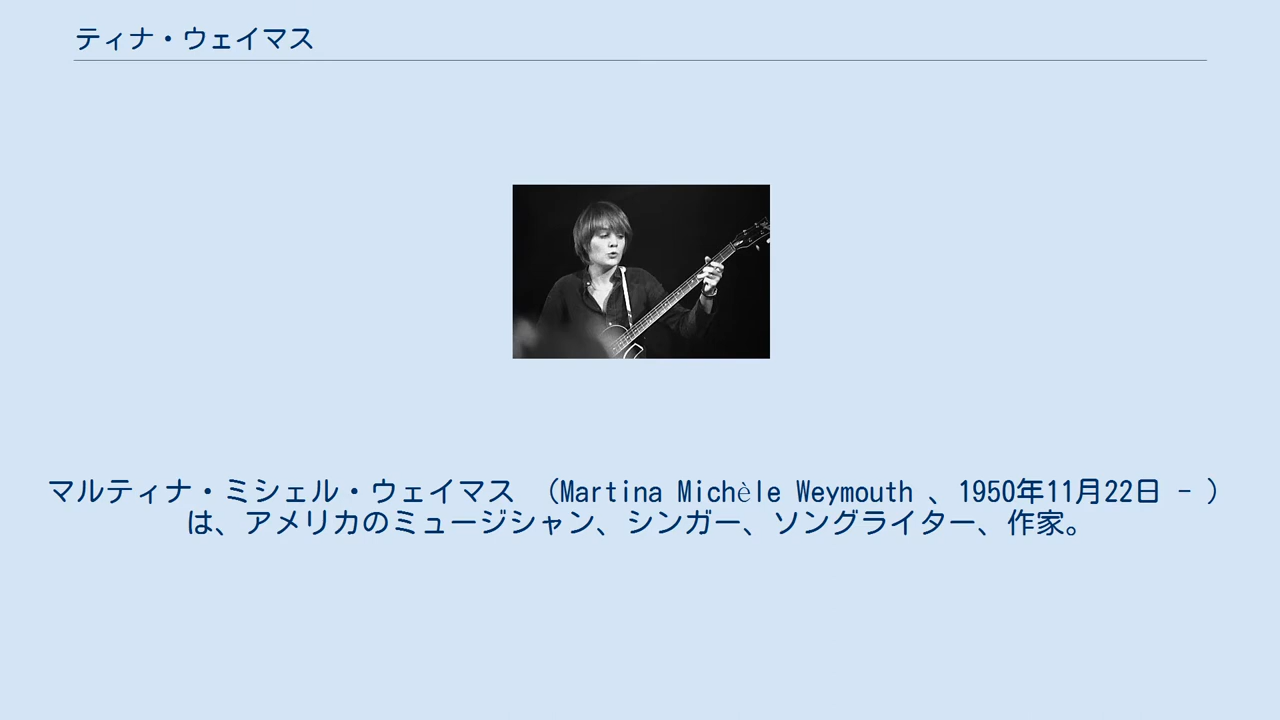 ティナ・ウェイマス
マルティナ・ミシェル・ウェイマス （Martina Michèle Weymouth 、1950年11月22日 - ）
は、アメリカのミュージシャン、シンガー、ソングライター、作家。